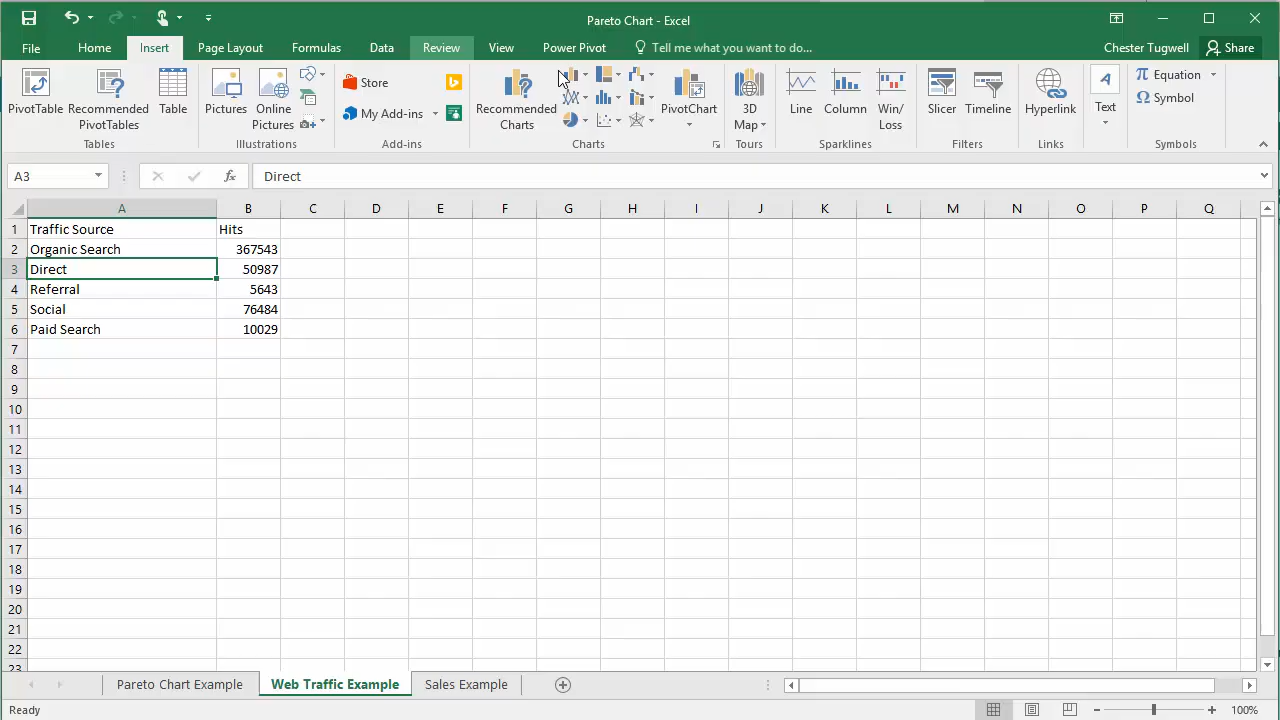 Pareto Chart - Excel
File Home Insert Page Layout Formulas Data Review View Power Pivot Tell me what you want to do... Chester Tugwell Share
PivotTable
Recommended
PivotTables
Table
Tables
Pictures
Online
Pictures
Illustrations
Store
My Add-ins
Add-ins
Recommended
Charts
PivotChart
Charts
3D
Map
Tours
Line
Column
Win/
Loss
Sparklines
Slicer
Timeline
Filters
Hyperlink
Links
Text
Equation
Symbol
Symbols
A3 fx Direct
A B C D E F G H I J K L M N O P Q
1 Traffic Source Hits
2 Organic Search 367543
3 Direct 50987
4 Referral 5643
5 Social 76484
6 Paid Search 10029
7
8
9
10
11
12
13
14
15
16
17
18
19
20
21
22
23
Pareto Chart Example Web Traffic Example Sales Example
Ready 100%